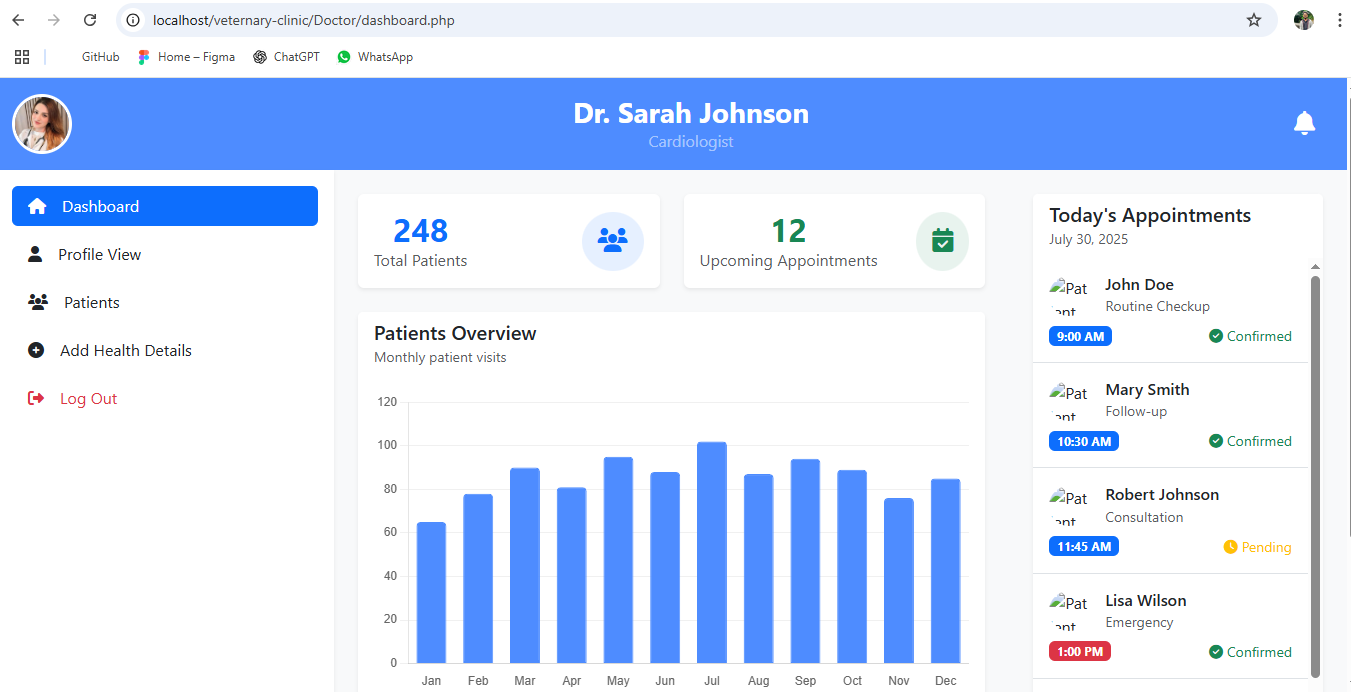 localhost/veternary-clinic/Doctor/dashboard.php
GitHub
Home – Figma
ChatGPT
WhatsApp
Dr. Sarah Johnson
Cardiologist
Dashboard
Profile View
Patients
Add Health Details
Log Out
248
Total Patients
12
Upcoming Appointments
Patients Overview
Monthly patient visits
120
100
80
60
40
20
0
Jan Feb Mar Apr May Jun Jul Aug Sep Oct Nov Dec
Today's Appointments
July 30, 2025
Pat
ent
John Doe
Routine Checkup
9:00 AM
Confirmed
Pat
ent
Mary Smith
Follow-up
10:30 AM
Confirmed
Pat
ent
Robert Johnson
Consultation
11:45 AM
Pending
Pat
ent
Lisa Wilson
Emergency
1:00 PM
Confirmed